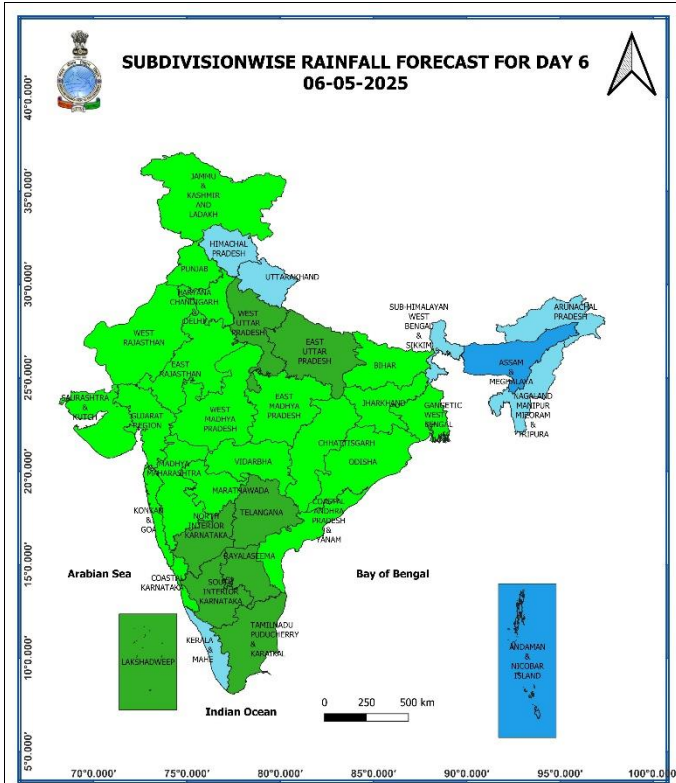 SUBDIVISIONWISE RAINFALL FORECAST FOR DAY 6
06-05-2025
40°0.000'
35°0.000'
30°0.000'
25°0.000'
20°0.000'
15°0.000'
10°0.000'
5°0.000'
JAMMU
&
KASHMIR
AND
LADAKH
HIMACHAL
PRADESH
PUNJAB
UTTARAKHAND
HARYANA
CHANDIGARH
&
DELHI
WEST
UTTAR
PRADESH
SUB-HIMALAYAN
WEST
BENGAL
&
SIKKIM
ARUNACHAL
PRADESH
WEST
RAJASTHAN
EAST
UTTAR
PRADESH
EAST
RAJASTHAN
BIHAR
ASSAM
&
MEGHALAYA
NAGALAND
MANIPUR
MIZORAM
&
TRIPURA
SAURASHTRA
&
KUTCH
GUJARAT
REGION
WEST
MADHYA
PRADESH
EAST
MADHYA
PRADESH
JHARKHAND
GANGETIC
WEST
BENGAL
CHHATTISGARH
ODISHA
MADHYA
MAHARASHTRA
VIDARBHA
MARATHAWADA
KONKAN
&
GOA
NORTH
INTERIOR
KARNATAKA
TELANGANA
COASTAL
ANDHRA
PRADESH
&
YANAM
RAYALASEEMA
Arabian Sea
Bay of Bengal
COASTAL
KARNATAKA
SOUTH
INTERIOR
KARNATAKA
KERALA
&
MAHE
TAMILNADU
PUDUCHERRY
&
KARAIKAL
LAKSHADWEEP
ANDAMAN
&
NICOBAR
ISLAND
Indian Ocean
0 250 500 km
70°0.000' 75°0.000' 80°0.000' 85°0.000' 90°0.000' 95°0.000' 100°0.0